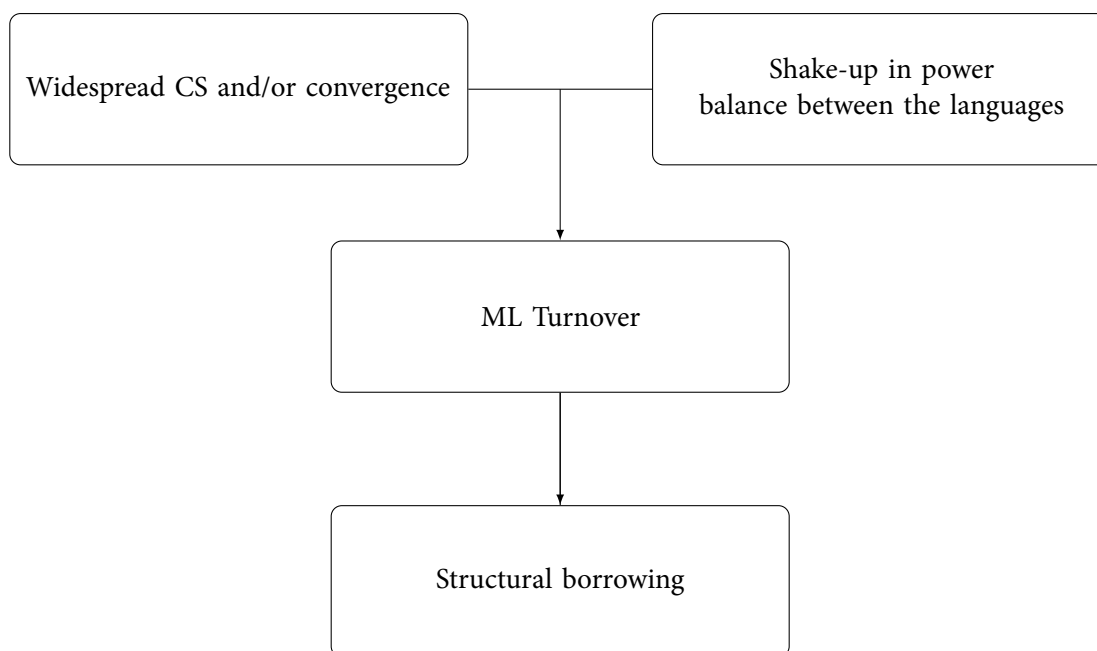 Widespread CS and/or convergence
Shake-up in power
balance between the languages
ML Turnover
Structural borrowing